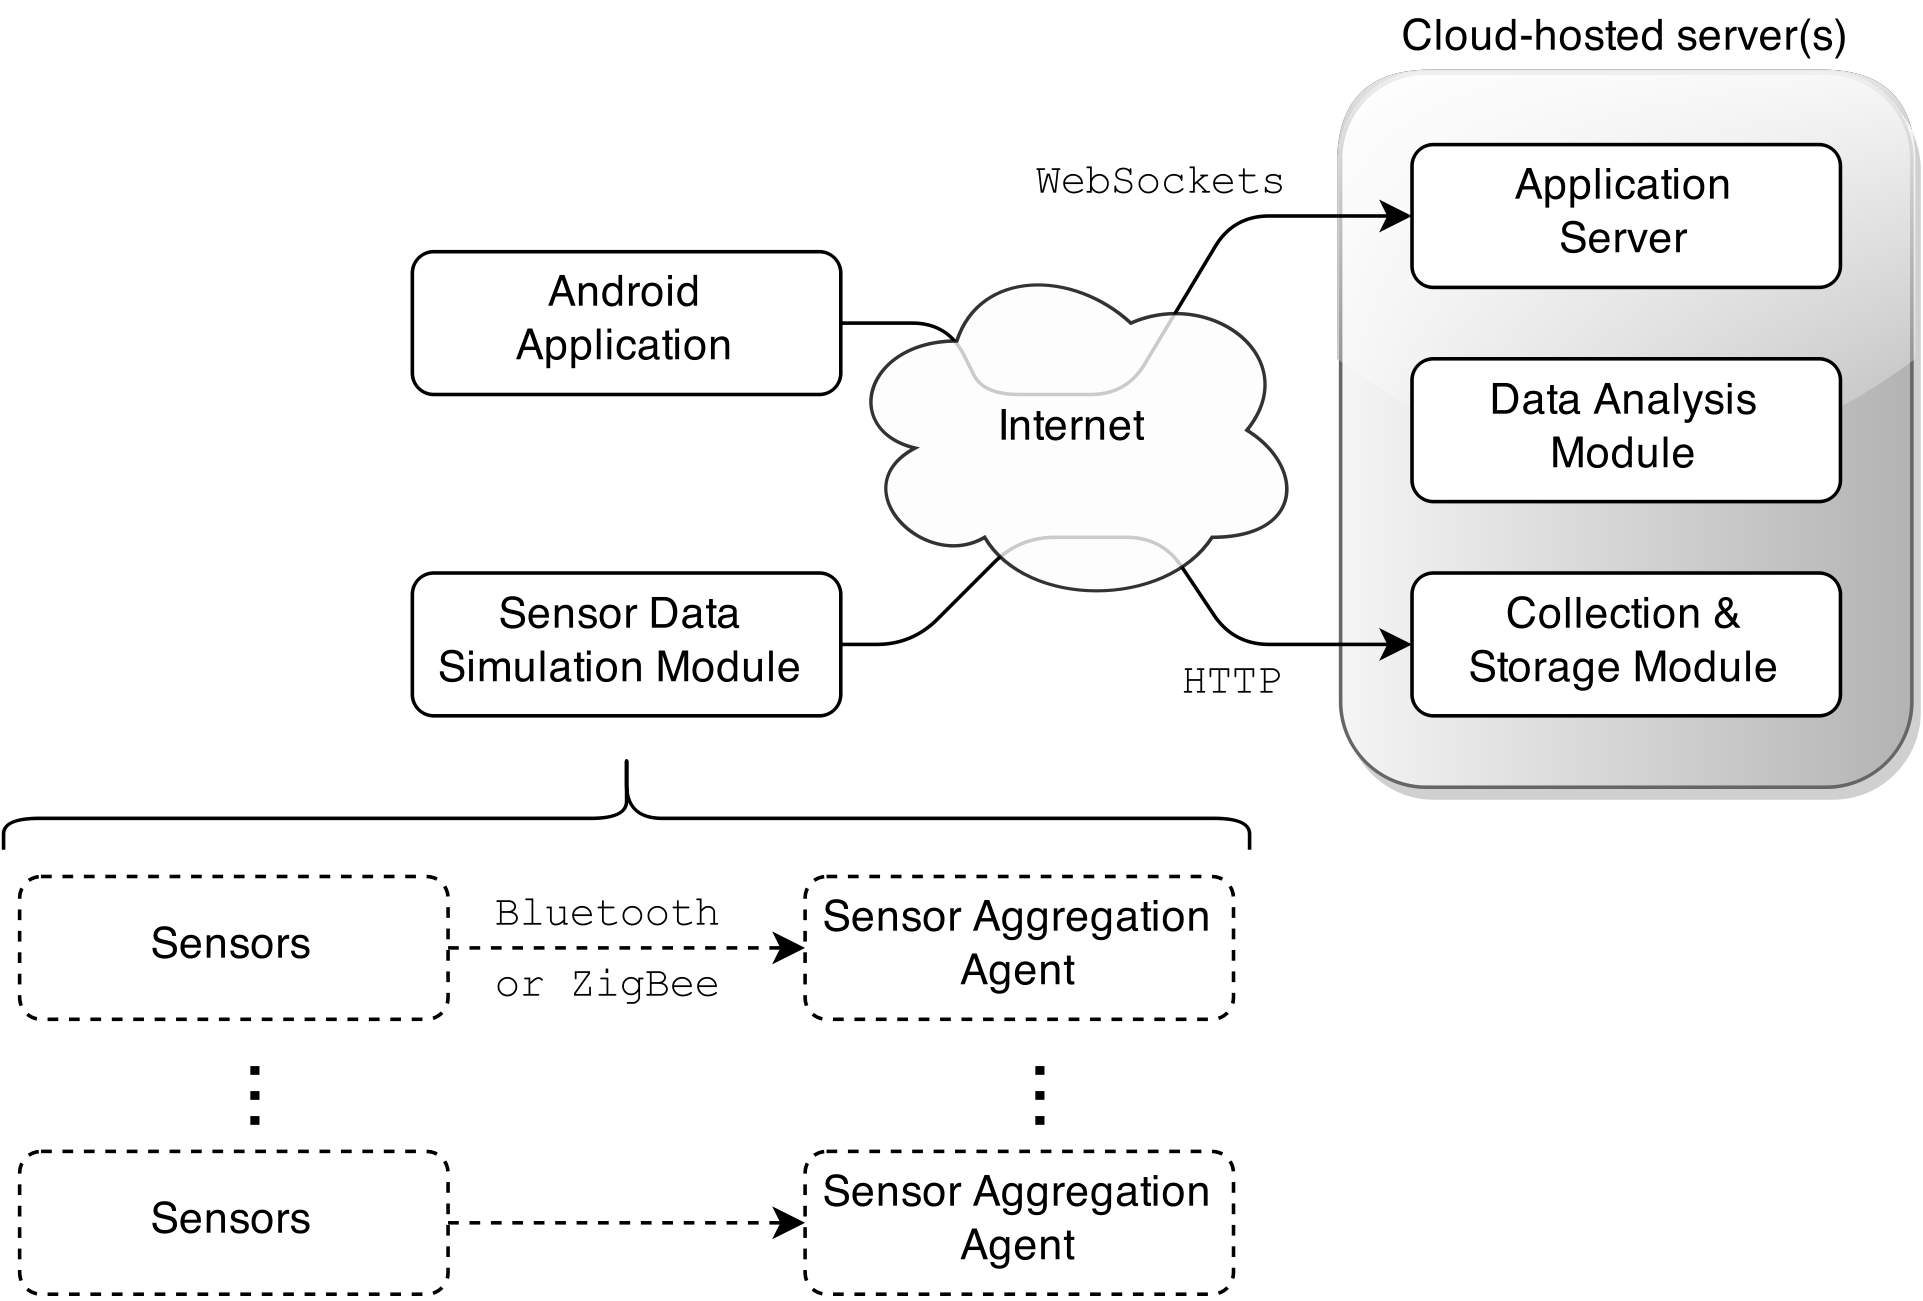 Cloud-hosted server(s)
WebSockets
Application
Server
Android
Application
Internet
Data Analysis
Module
Sensor Data
Simulation Module
HTTP
Collection &
Storage Module
Sensors
Bluetooth
or ZigBee
Sensor Aggregation
Agent
Sensors
Sensor Aggregation
Agent